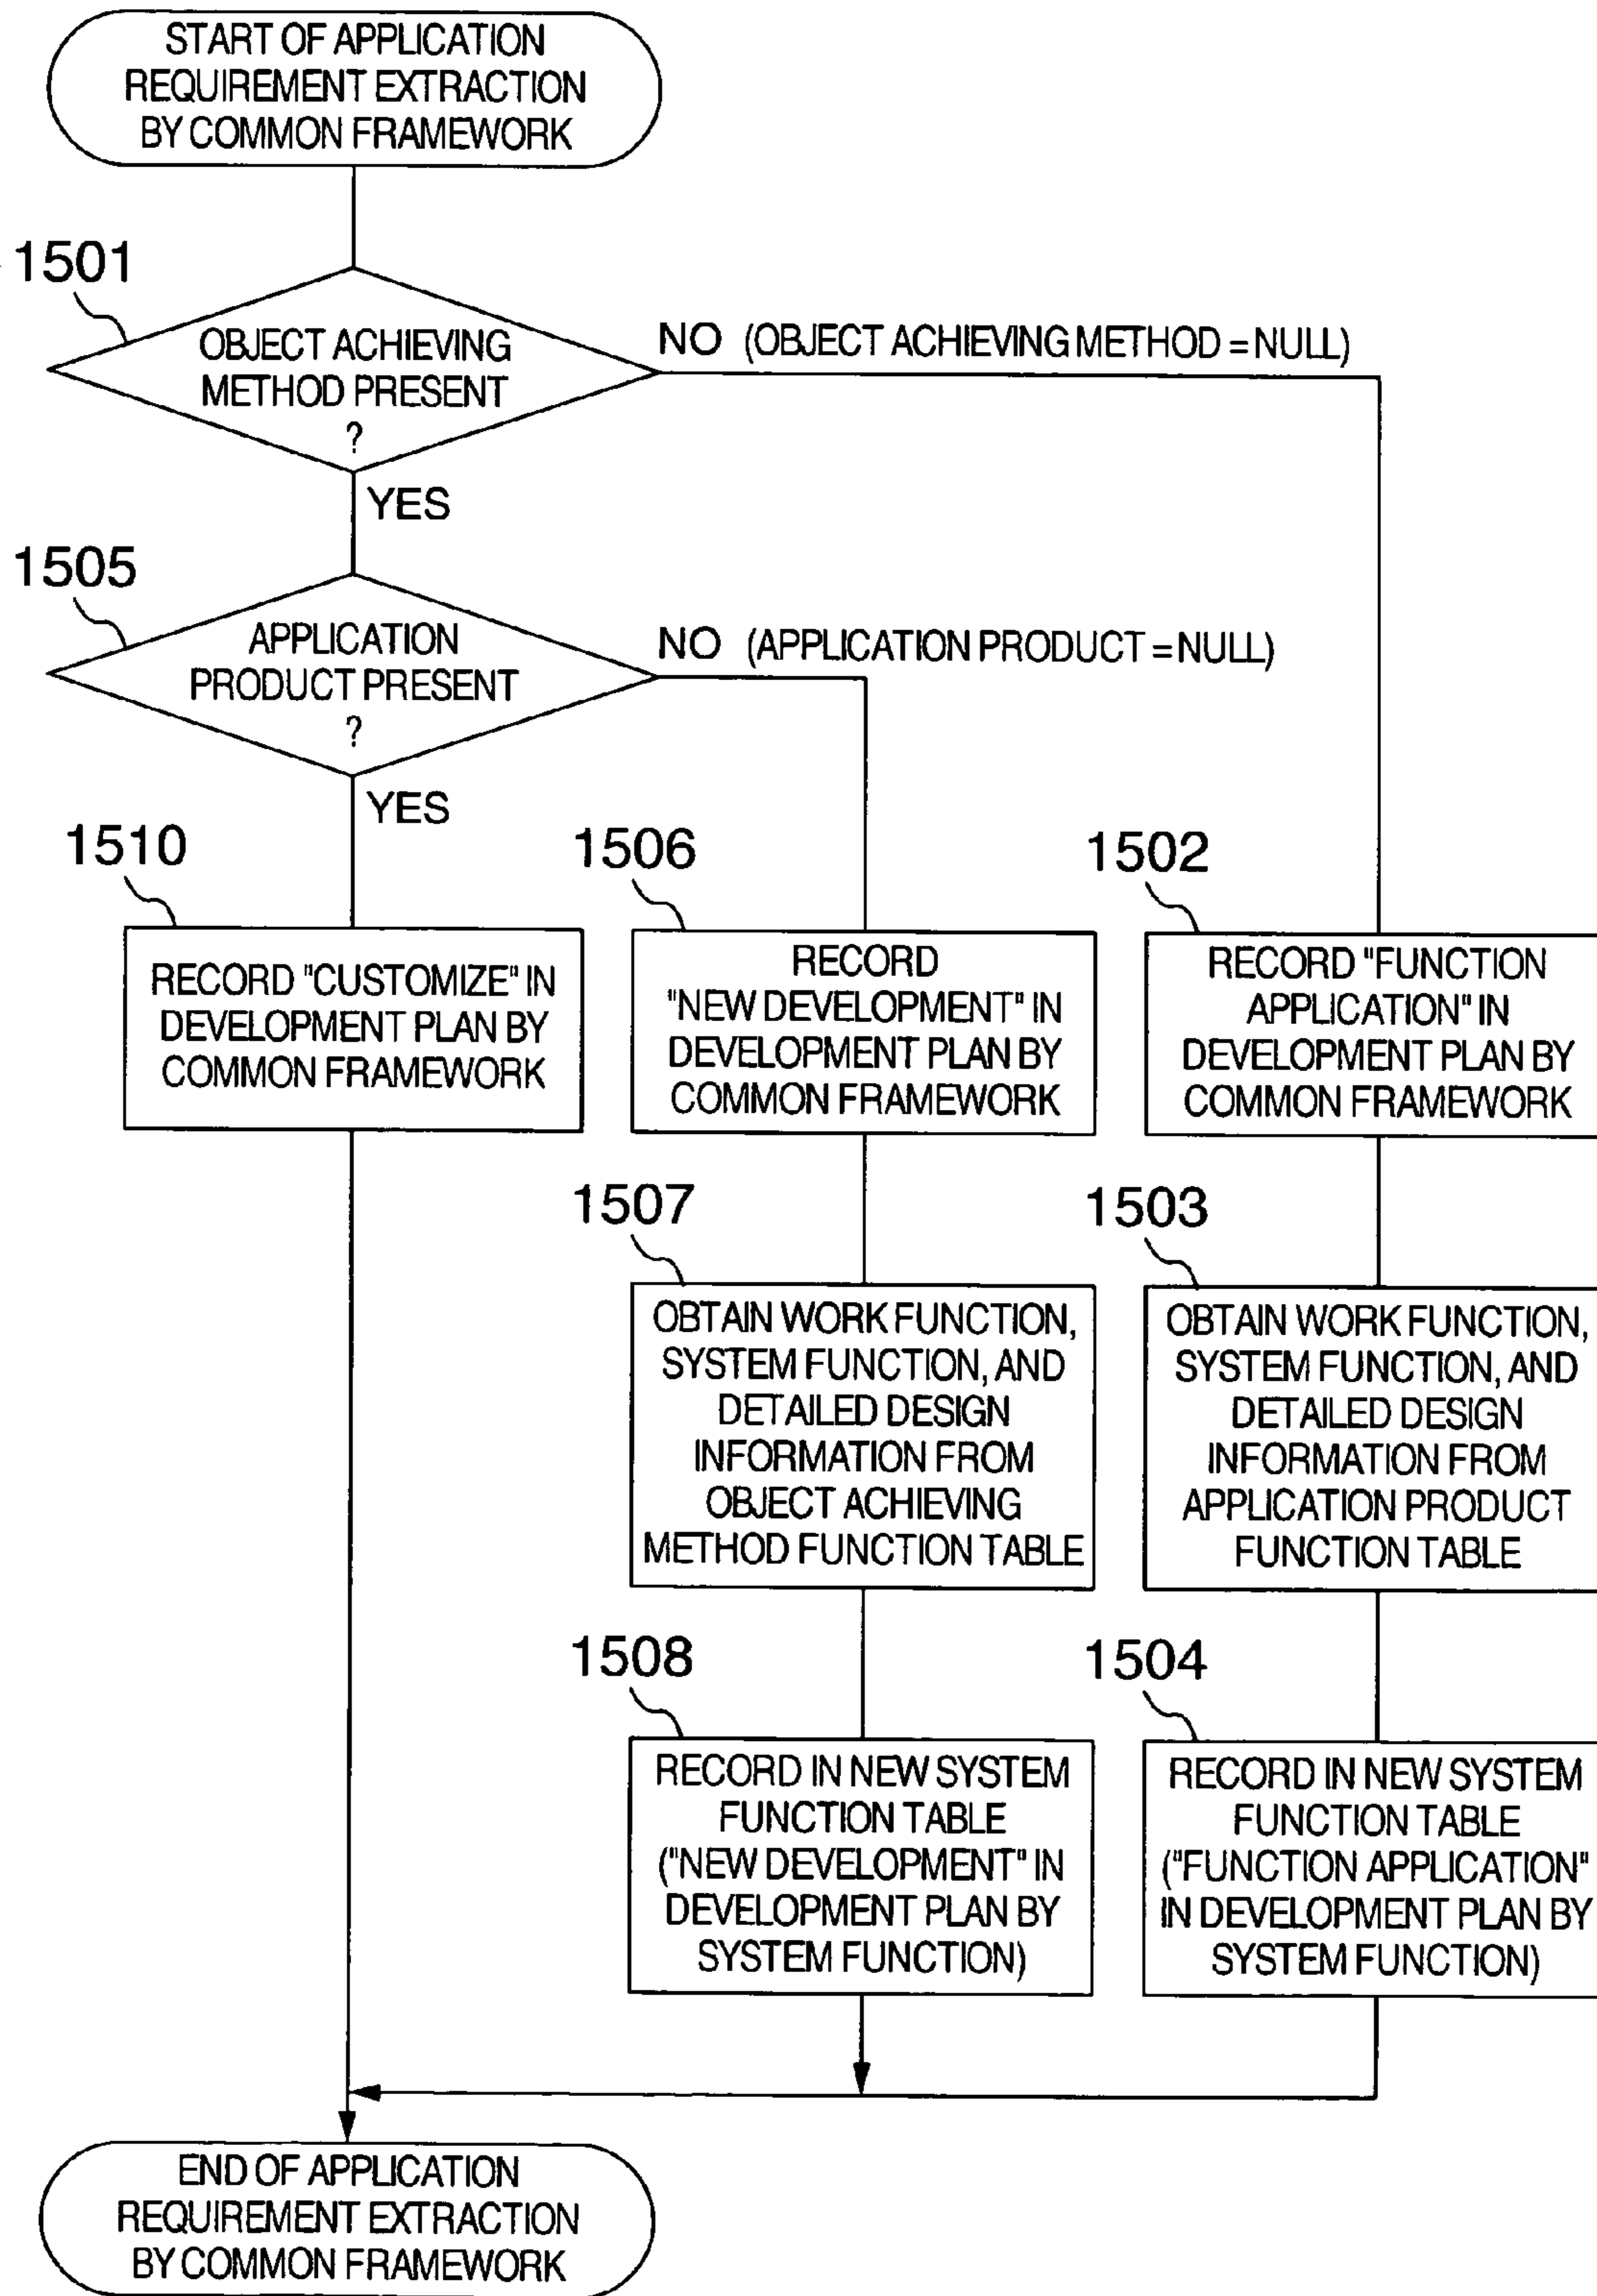 START OF APPLICATION
REQUIREMENT EXTRACTION
BY COMMON FRAMEWORK
1501
OBJECT ACHIEVING
METHOD PRESENT
?
NO (OBJECT ACHIEVING METHOD = NULL)
YES
1505
APPLICATION
PRODUCT PRESENT
?
NO (APPLICATION PRODUCT = NULL)
YES
1510
RECORD "CUSTOMIZE" IN
DEVELOPMENT PLAN BY
COMMON FRAMEWORK
1506
RECORD
"NEW DEVELOPMENT" IN
DEVELOPMENT PLAN BY
COMMON FRAMEWORK
1502
RECORD "FUNCTION
APPLICATION" IN
DEVELOPMENT PLAN BY
COMMON FRAMEWORK
1507
OBTAIN WORK FUNCTION,
SYSTEM FUNCTION, AND
DETAILED DESIGN
INFORMATION FROM
OBJECT ACHIEVING
METHOD FUNCTION TABLE
1503
OBTAIN WORK FUNCTION,
SYSTEM FUNCTION, AND
DETAILED DESIGN
INFORMATION FROM
APPLICATION PRODUCT
FUNCTION TABLE
1508
RECORD IN NEW SYSTEM
FUNCTION TABLE
("NEW DEVELOPMENT" IN
DEVELOPMENT PLAN BY
SYSTEM FUNCTION)
1504
RECORD IN NEW SYSTEM
FUNCTION TABLE
("FUNCTION APPLICATION"
IN DEVELOPMENT PLAN BY
SYSTEM FUNCTION)
END OF APPLICATION
REQUIREMENT EXTRACTION
BY COMMON FRAMEWORK